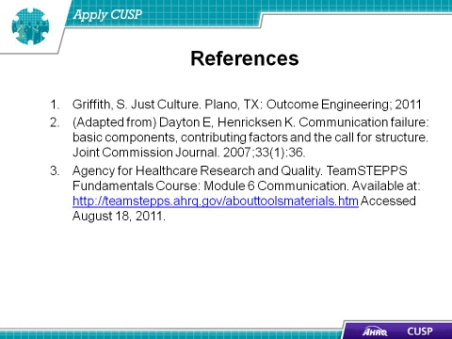 Apply CUSP
References
1. Griffith, S. Just Culture. Plano, TX: Outcome Engineering; 2011
2. (Adapted from) Dayton E, Henricksen K. Communication failure:
basic components, contributing factors and the call for structure.
Joint Commission Journal. 2007;33(1):36.
3. Agency for Healthcare Research and Quality. TeamSTEPPS
Fundamentals Course: Module 6 Communication. Available at:
http://teamstepps.ahrq.gov/abouttoolsmaterials.htm Accessed
August 18, 2011.
AHRQ CUSP